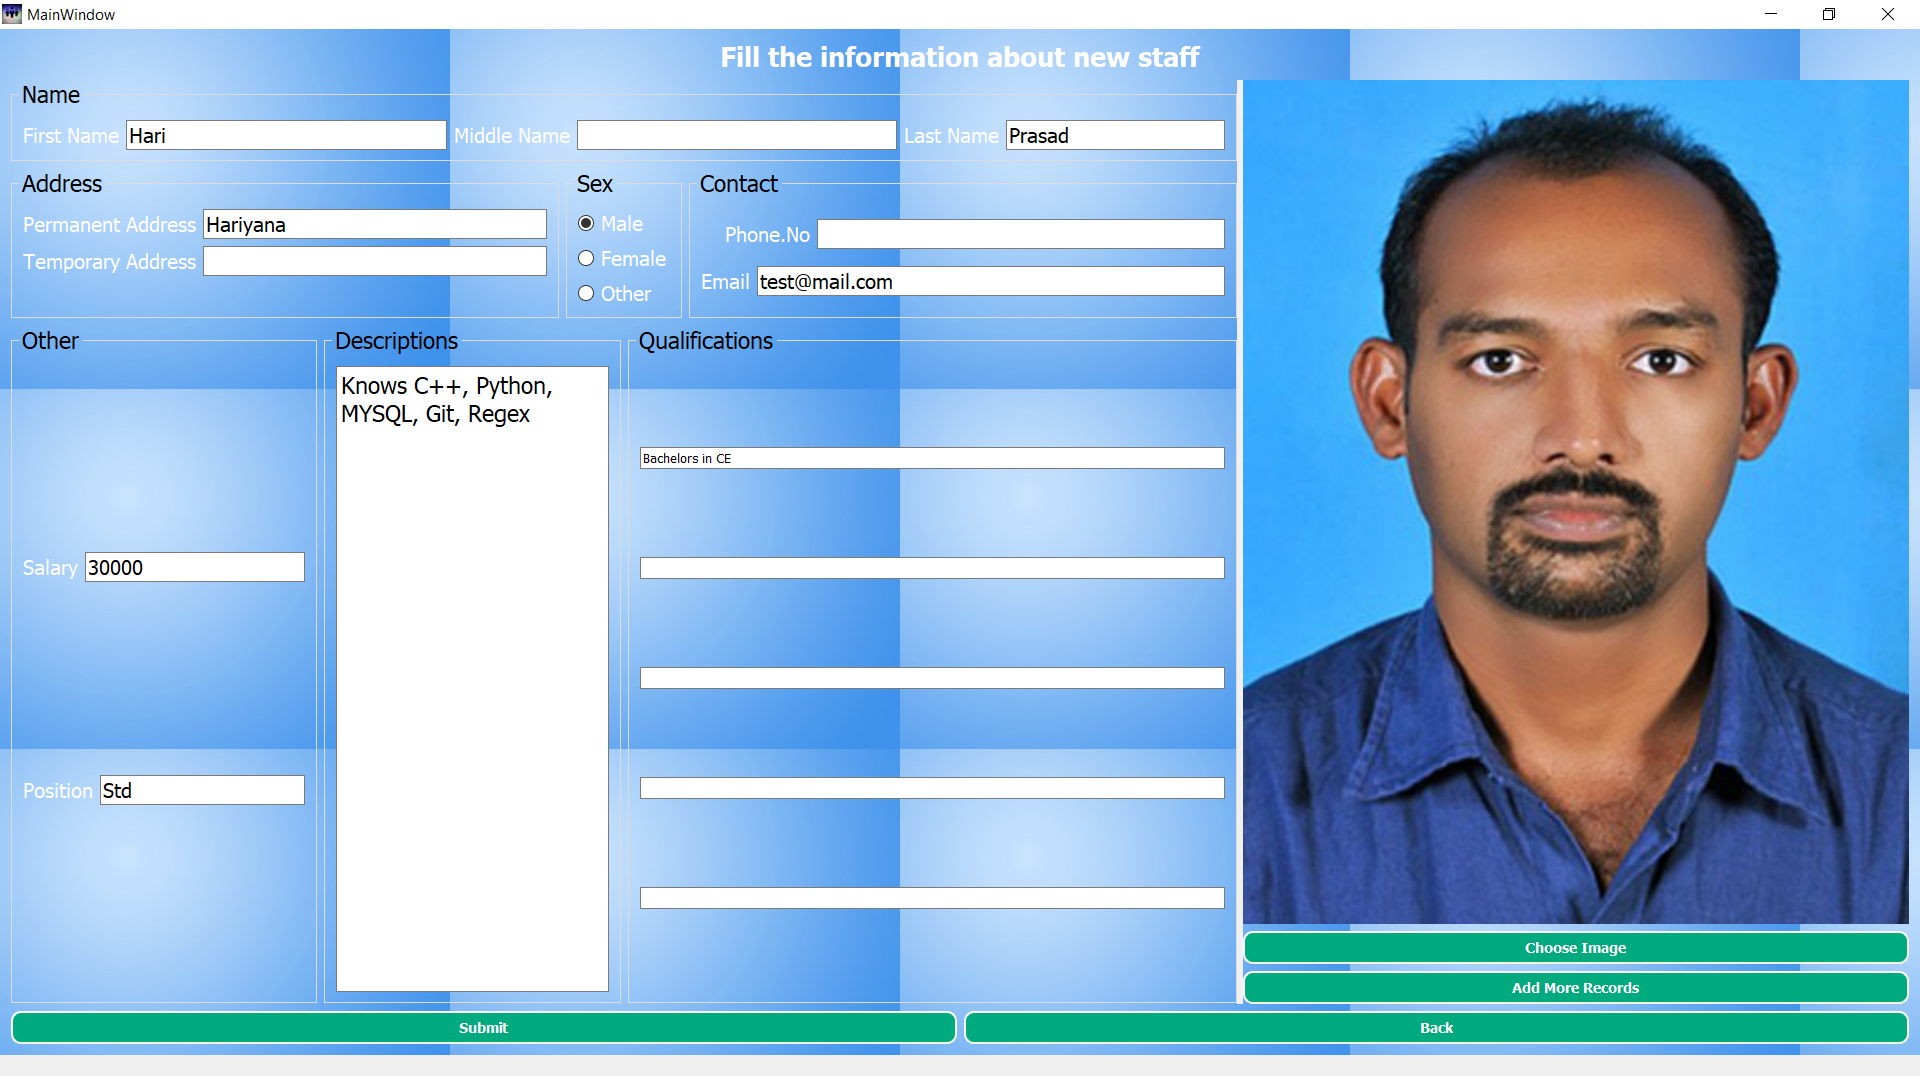 MainWindow
Fill the information about new staff
Name
First Name Hari Middle Name Last Name Prasad
Address
Permanent Address Hariyana
Temporary Address
Sex
Male
Female
Other
Contact
Phone.No
Email test@mail.com
Other
Salary 30000
Position Std
Descriptions
Knows C++, Python,
MYSQL, Git, Regex
Qualifications
Bachelors in CE
Choose Image
Add More Records
Submit
Back